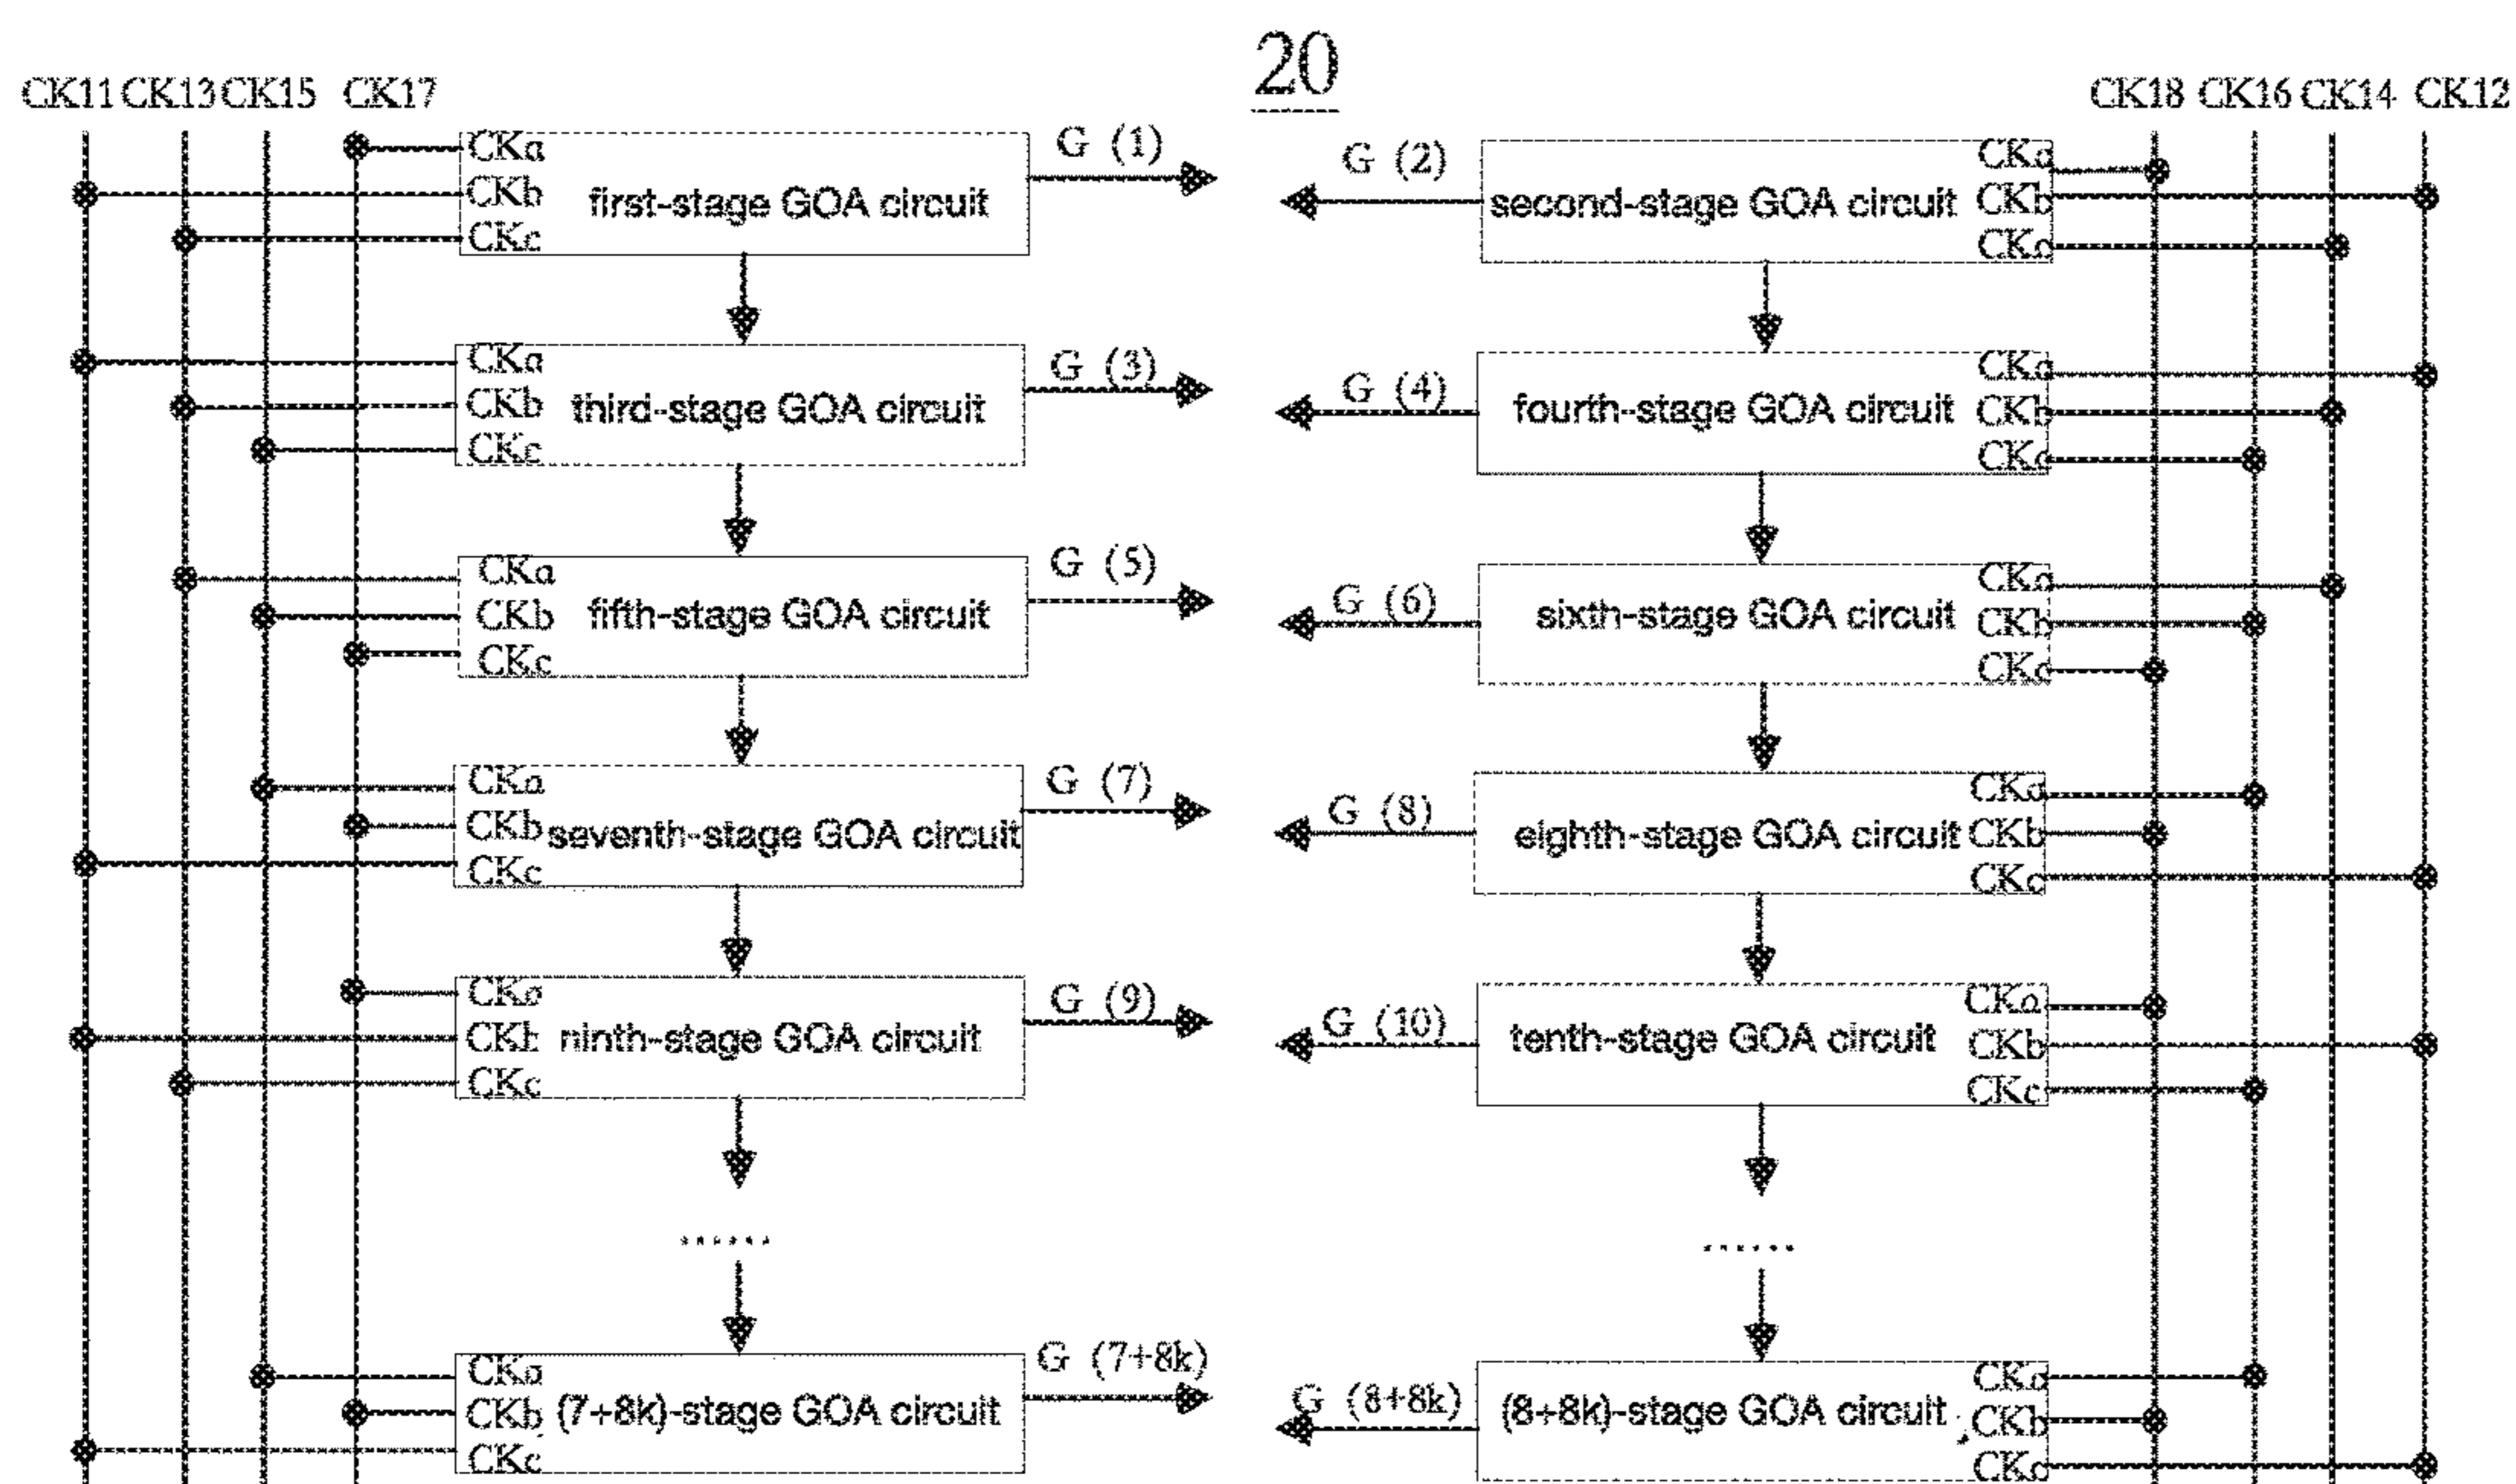 20
CK11 CK13 CK15 CK17
CK18 CK16 CK14 CK12
CKa
CKb
CKc
first-stage GOA circuit
G (1)
G (2)
second-stage GOA circuit
CKa
CKb
CKc
CKa
CKb
CKc
third-stage GOA circuit
G (3)
G (4)
fourth-stage GOA circuit
CKa
CKb
CKc
CKa
CKb
CKc
fifth-stage GOA circuit
G (5)
G (6)
sixth-stage GOA circuit
CKa
CKb
CKc
CKa
CKb
CKc
seventh-stage GOA circuit
G (7)
G (8)
eighth-stage GOA circuit
CKa
CKb
CKc
CKa
CKb
CKc
ninth-stage GOA circuit
G (9)
G (10)
tenth-stage GOA circuit
CKa
CKb
CKc
......
......
CKa
CKb
CKc
(7+8k)-stage GOA circuit
G (7+8k)
G (8+8k)
(8+8k)-stage GOA circuit
CKa
CKb
CKc